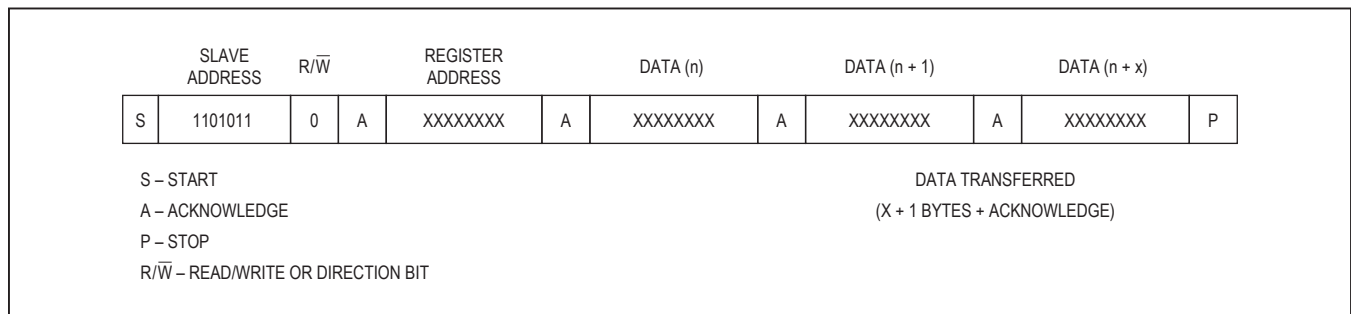 SLAVE ADDRESS R/W̅ REGISTER ADDRESS DATA (n) DATA (n + 1) DATA (n + x)
S 1101011 0 A XXXXXXXX A XXXXXXXX A XXXXXXXX A XXXXXXXX P
S – START
A – ACKNOWLEDGE
P – STOP
R/W̅ – READ/WRITE OR DIRECTION BIT
DATA TRANSFERRED
(X + 1 BYTES + ACKNOWLEDGE)